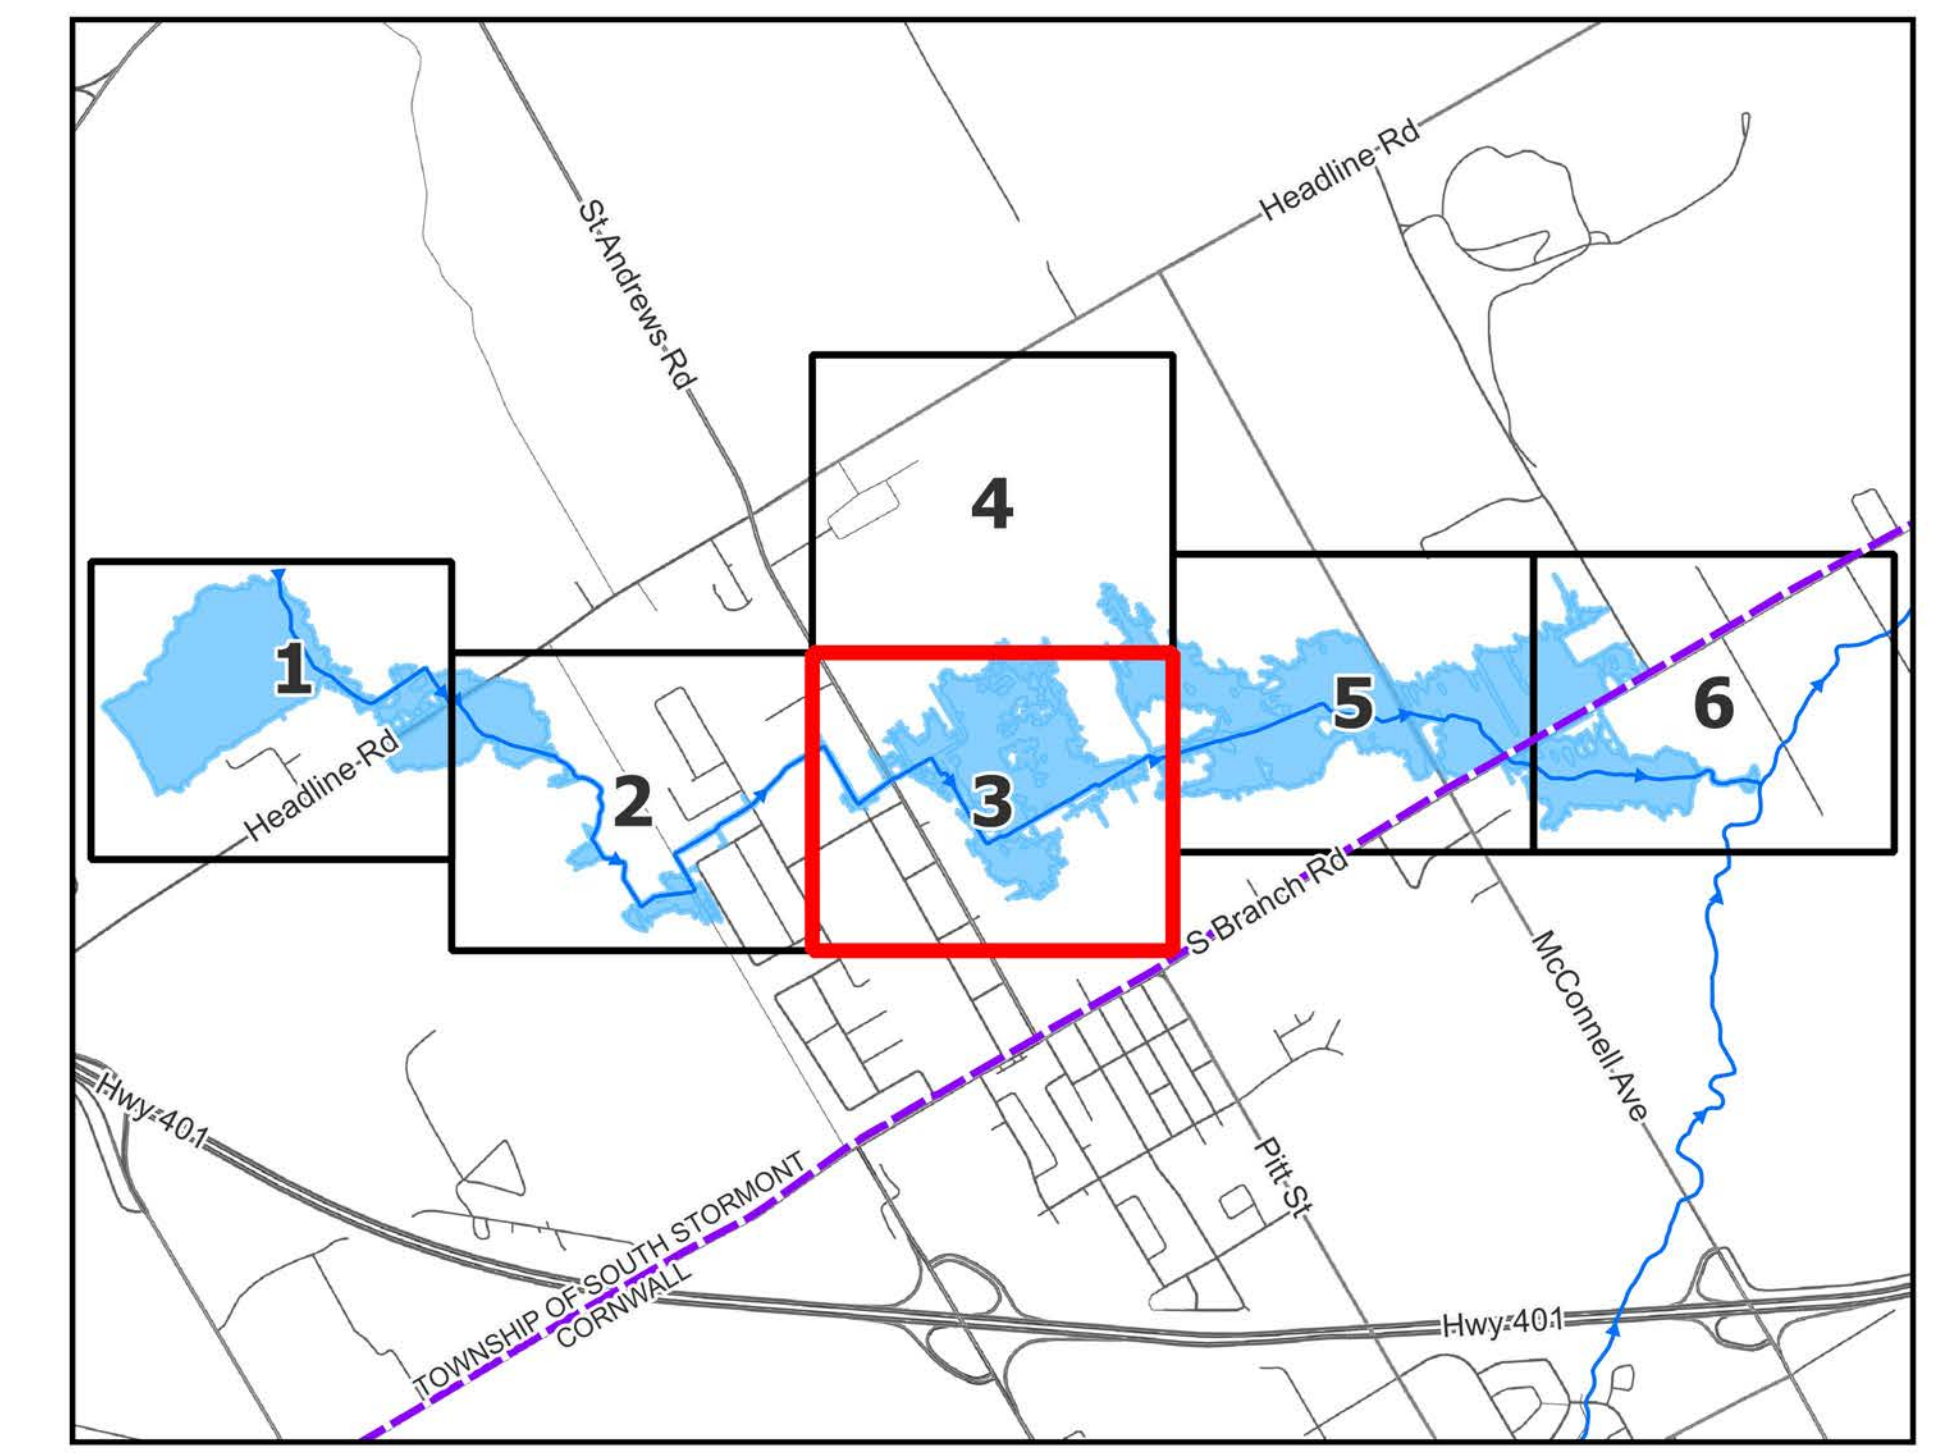 Headline Rd
St Andrews Rd
4
1
5
6
2
3
Headline Rd
S Branch Rd
McConnell Ave
Hwy 401
Pitt St
TOWNSHIP OF SOUTH STORMONT
CORNWALL
Hwy 401